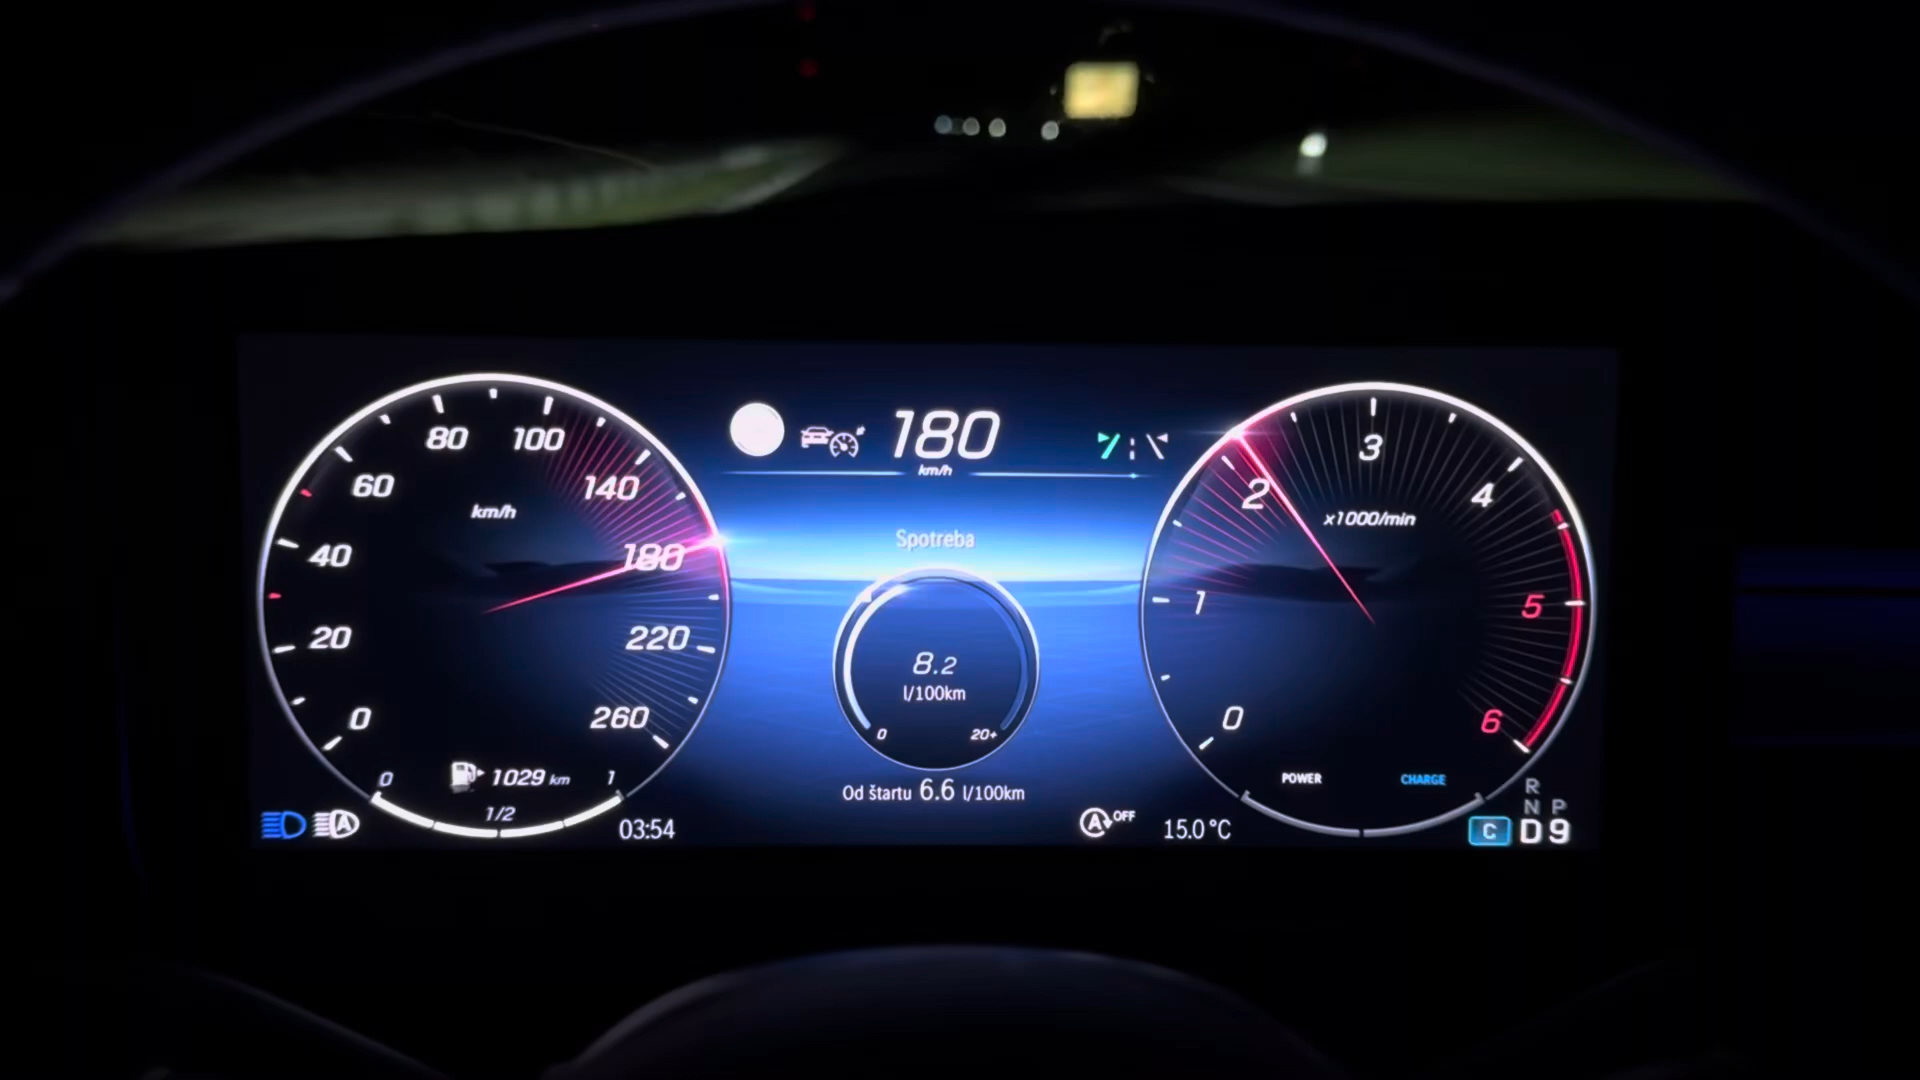 180
km/h
80
100
60
140
km/h
40
180
20
220
0
260
0
1029 km
1
1/2
03:54
Spotreba
8.2
l/100km
0
20+
Od štartu 6.6 l/100km
A OFF
15.0°C
3
2
4
x1000/min
1
5
0
6
POWER
CHARGE
R
N P
C D9
A